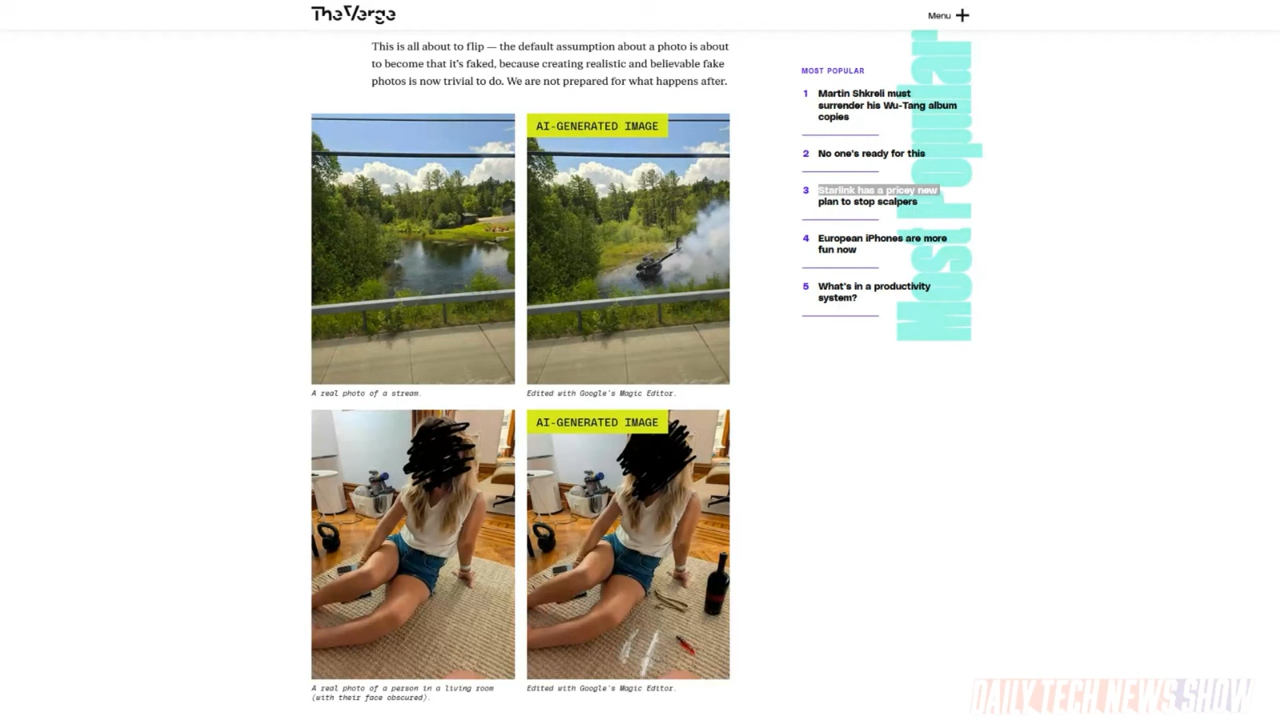 The Verge
Menu
This is all about to flip — the default assumption about a photo is about
to become that it's faked, because creating realistic and believable fake
photos is now trivial to do. We are not prepared for what happens after.
AI-GENERATED IMAGE
A real photo of a stream.
Edited with Google's Magic Editor.
AI-GENERATED IMAGE
A real photo of a person in a living room
(with their face obscured).
Edited with Google's Magic Editor.
MOST POPULAR
1 Martin Shkreli must
surrender his Wu-Tang album
copies
2 No one's ready for this
3 Starlink has a pricey new
plan to stop scalpers
4 European iPhones are more
fun now
5 What's in a productivity
system?
Most Popular
DAILY TECH NEWS SHOW